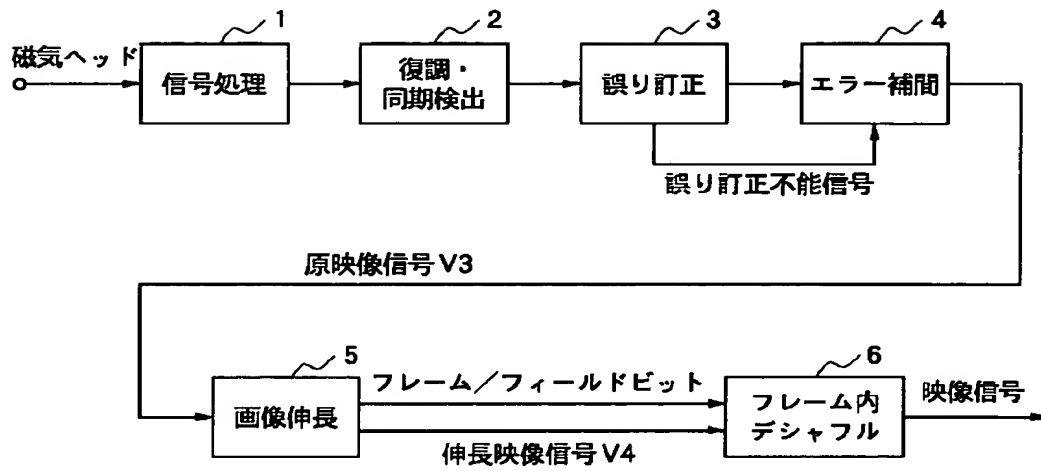 1
2
3
4
磁気ヘッド
信号処理
復調・
同期検出
誤り訂正
エラー補間
誤り訂正不能信号
原映像信号V3
5
6
画像伸長
フレーム／フィールドビット
伸長映像信号V4
フレーム内
デシャフル
映像信号